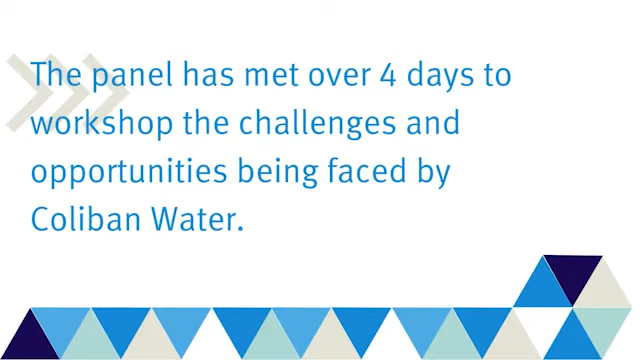 The panel has met over 4 days to
workshop the challenges and
opportunities being faced by
Coliban Water.